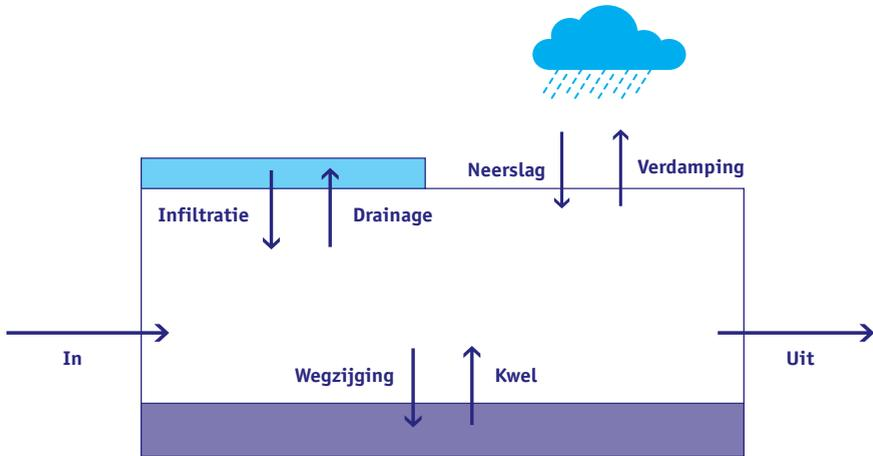 Neerslag
Verdamping
Infiltratie
Drainage
In
Wegzijging
Kwel
Uit